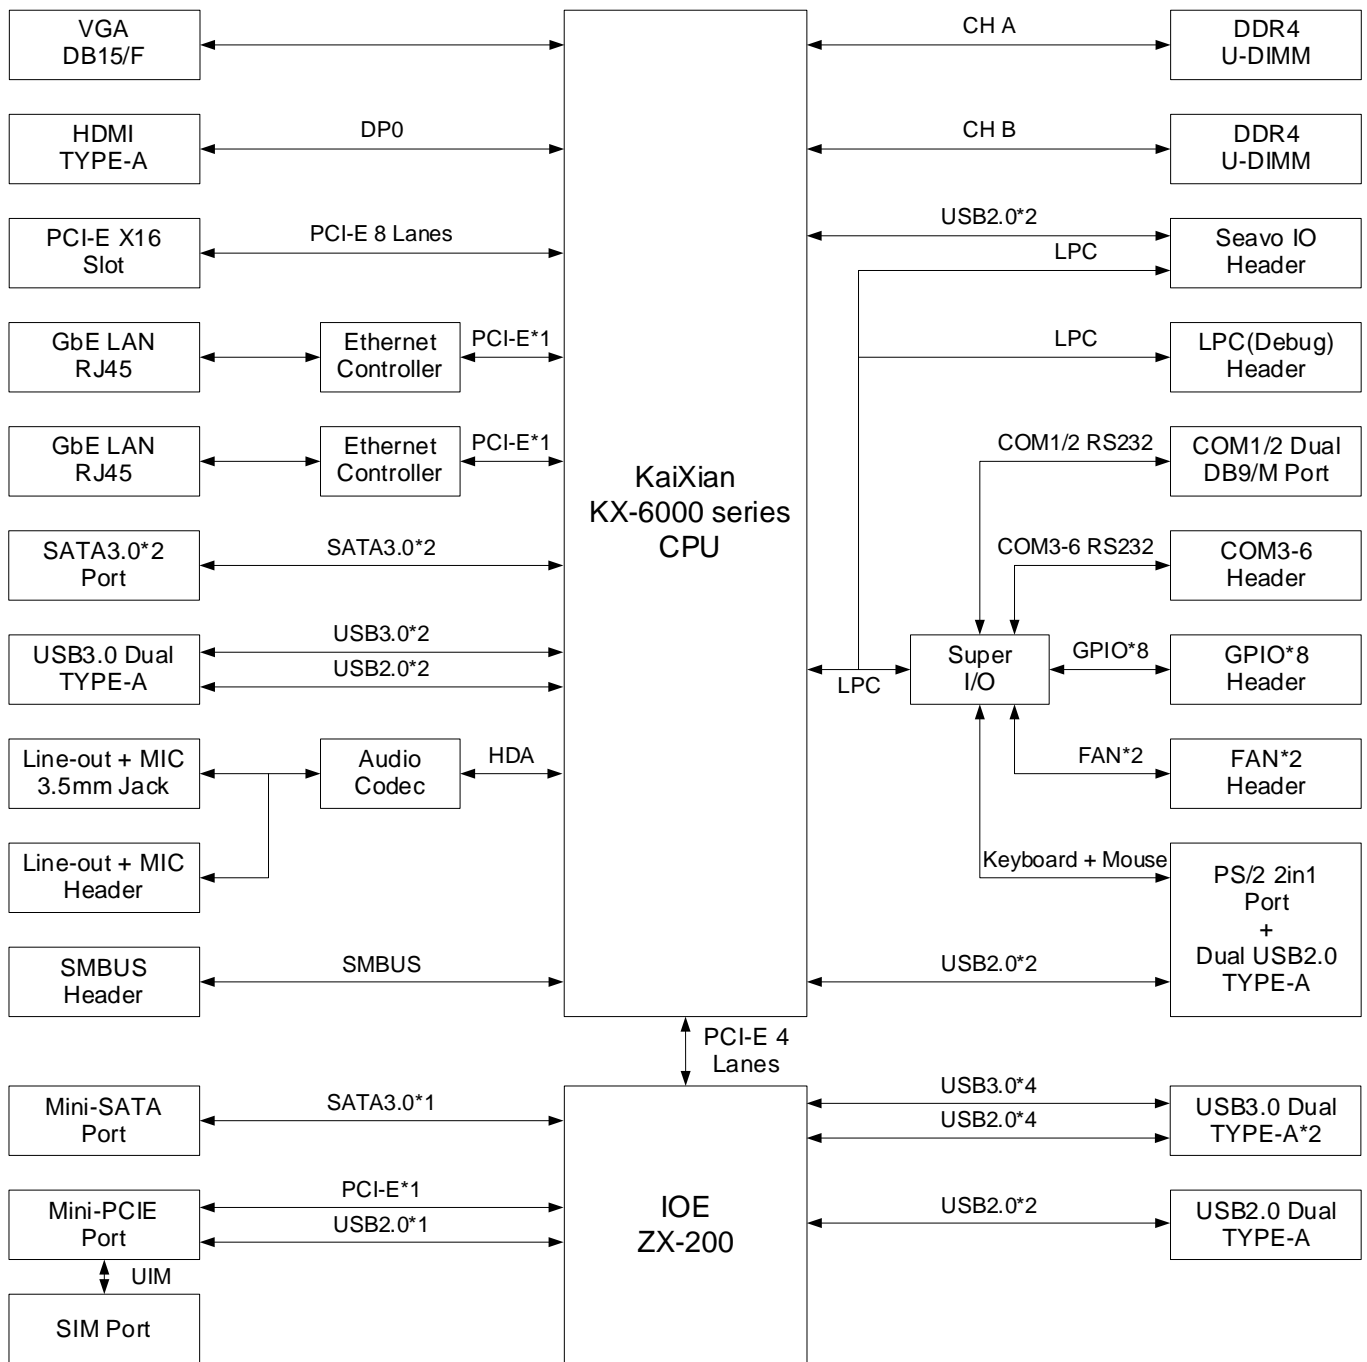 VGA
DB15/F
CH A
DDR4
U-DIMM
HDMI
TYPE-A
DP0
CH B
DDR4
U-DIMM
PCI-E X16
Slot
PCI-E 8 Lanes
USB2.0*2
LPC
Seavo IO
Header
GbE LAN
RJ45
Ethernet
Controller
PCI-E*1
LPC
LPC(Debug)
Header
GbE LAN
RJ45
Ethernet
Controller
PCI-E*1
KaiXian
KX-6000 series
CPU
COM1/2 RS232
COM1/2 Dual
DB9/M Port
SATA3.0*2
Port
SATA3.0*2
COM3-6 RS232
COM3-6
Header
USB3.0 Dual
TYPE-A
USB3.0*2
USB2.0*2
LPC
Super
I/O
GPIO*8
GPIO*8
Header
Line-out + MIC
3.5mm Jack
Audio
Codec
HDA
FAN*2
FAN*2
Header
Line-out + MIC
Header
Keyboard + Mouse
PS/2 2in1
Port
+
Dual USB2.0
TYPE-A
SMBUS
Header
SMBUS
USB2.0*2
PCI-E 4
Lanes
Mini-SATA
Port
SATA3.0*1
USB3.0*4
USB2.0*4
USB3.0 Dual
TYPE-A*2
Mini-PCIE
Port
PCI-E*1
USB2.0*1
IOE
ZX-200
USB2.0*2
USB2.0 Dual
TYPE-A
UIM
SIM Port